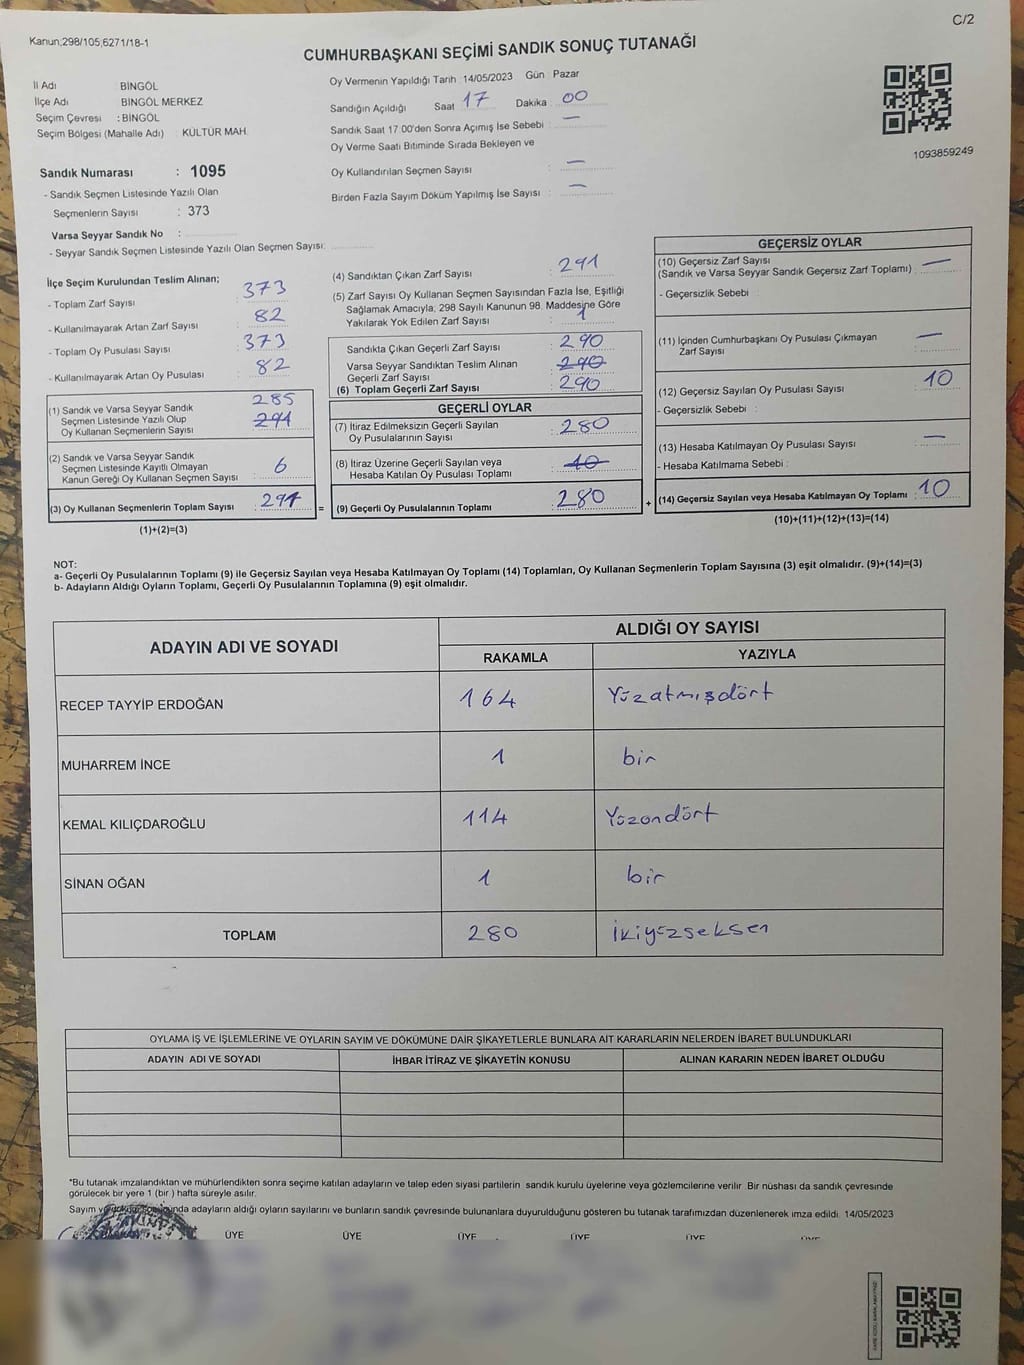 C/2
Kanun;298/105;6271/18-1
CUMHURBAŞKANI SEÇİMİ SANDIK SONUÇ TUTANAĞI
İl Adı BİNGÖL
İlçe Adı BİNGÖL MERKEZ
Seçim Çevresi : BİNGÖL
Seçim Bölgesi (Mahalle Adı) : KÜLTÜR MAH.
Sandık Numarası : 1095
- Sandık Seçmen Listesinde Yazılı Olan
Seçmenlerin Sayısı : 373
Varsa Seyyar Sandık No :
- Seyyar Sandık Seçmen Listesinde Yazılı Olan Seçmen Sayısı:
Oy Vermenin Yapıldığı Tarih 14/05/2023 Gün Pazar
Sandığın Açıldığı Saat 17 Dakika : 00
Sandık Saat 17.00'den Sonra Açımış İse Sebebi : —
Oy Verme Saati Bitiminde Sırada Bekleyen ve
Oy Kullandırılan Seçmen Sayısı : —
Birden Fazla Sayım Döküm Yapılmış İse Sayısı : —
1093859249
İlçe Seçim Kurulundan Teslim Alınan;
- Toplam Zarf Sayısı : 373
- Kullanılmayarak Artan Zarf Sayısı : 82
- Toplam Oy Pusulası Sayısı : 373
- Kullanılmayarak Artan Oy Pusulası : 82
(1) Sandık ve Varsa Seyyar Sandık 285
Seçmen Listesinde Yazılı Olup 291
Oy Kullanan Seçmenlerin Sayısı
(2) Sandık ve Varsa Seyyar Sandık
Seçmen Listesinde Kayıtlı Olmayan
Kanun Gereği Oy Kullanan Seçmen Sayısı : 6
(3) Oy Kullanan Seçmenlerin Toplam Sayısı : 291 =
(1)+(2)=(3)
(4) Sandıktan Çıkan Zarf Sayısı : 291
(5) Zarf Sayısı Oy Kullanan Seçmen Sayısından Fazla İse, Eşitliği
Sağlamak Amacıyla, 298 Sayılı Kanunun 98. Maddesine Göre
Yakılarak Yok Edilen Zarf Sayısı : 1
Sandıkta Çıkan Geçerli Zarf Sayısı : 290
Varsa Seyyar Sandıktan Teslim Alınan
Geçerli Zarf Sayısı : 290
(6) Toplam Geçerli Zarf Sayısı : 290
GEÇERLİ OYLAR
(7) İtiraz Edilmeksizin Geçerli Sayılan
Oy Pusulalarının Sayısı : 280
(8) İtiraz Üzerine Geçerli Sayılan veya
Hesaba Katılan Oy Pusulası Toplamı : 10
(9) Geçerli Oy Pusulalarının Toplamı : 280 +
GEÇERSİZ OYLAR
(10) Geçersiz Zarf Sayısı
(Sandık ve Varsa Seyyar Sandık Geçersiz Zarf Toplamı) : —
- Geçersizlik Sebebi :
(11) İçinden Cumhurbaşkanı Oy Pusulası Çıkmayan
Zarf Sayısı : —
(12) Geçersiz Sayılan Oy Pusulası Sayısı : 10
- Geçersizlik Sebebi :
(13) Hesaba Katılmayan Oy Pusulası Sayısı : —
- Hesaba Katılmama Sebebi :
(14) Geçersiz Sayılan veya Hesaba Katılmayan Oy Toplamı : 10
(10)+(11)+(12)+(13)=(14)
NOT:
a- Geçerli Oy Pusulalarının Toplamı (9) ile Geçersiz Sayılan veya Hesaba Katılmayan Oy Toplamı (14) Toplamları, Oy Kullanan Seçmenlerin Toplam Sayısına (3) eşit olmalıdır. (9)+(14)=(3)
b- Adayların Aldığı Oyların Toplamı, Geçerli Oy Pusulalarının Toplamına (9) eşit olmalıdır.
ADAYIN ADI VE SOYADI ALDIĞI OY SAYISI
RAKAMLA YAZIYLA
RECEP TAYYİP ERDOĞAN 164 Yüzatmışdört
MUHARREM İNCE 1 bir
KEMAL KILIÇDAROĞLU 114 Yüzondört
SİNAN OĞAN 1 bir
TOPLAM 280 İkiyüzseksen
OYLAMA İŞ VE İŞLEMLERİNE VE OYLARIN SAYIM VE DÖKÜMÜNE DAİR ŞİKAYETLERLE BUNLARA AİT KARARLARIN NELERDEN İBARET BULUNDUKLARI
ADAYIN ADI VE SOYADI İHBAR İTİRAZ VE ŞİKAYETİN KONUSU ALINAN KARARIN NEDEN İBARET OLDUĞU
*Bu tutanak imzalandıktan ve mühürlendikten sonra seçime katılan adayların ve talep eden siyasi partilerin sandık kurulu üyelerine veya gözlemcilerine verilir. Bir nüshası da sandık çevresinde
görülecek bir yere 1 (bir ) hafta süreyle asılır.
Sayım ve adayların aldığı oyların sayılarını ve bunların sandık çevresinde bulunanlara duyurulduğunu gösteren bu tutanak tarafımızdan düzenlenerek imza edildi. 14/05/2023
ÜYE ÜYE ÜYE ÜYE ÜYE ÜYE